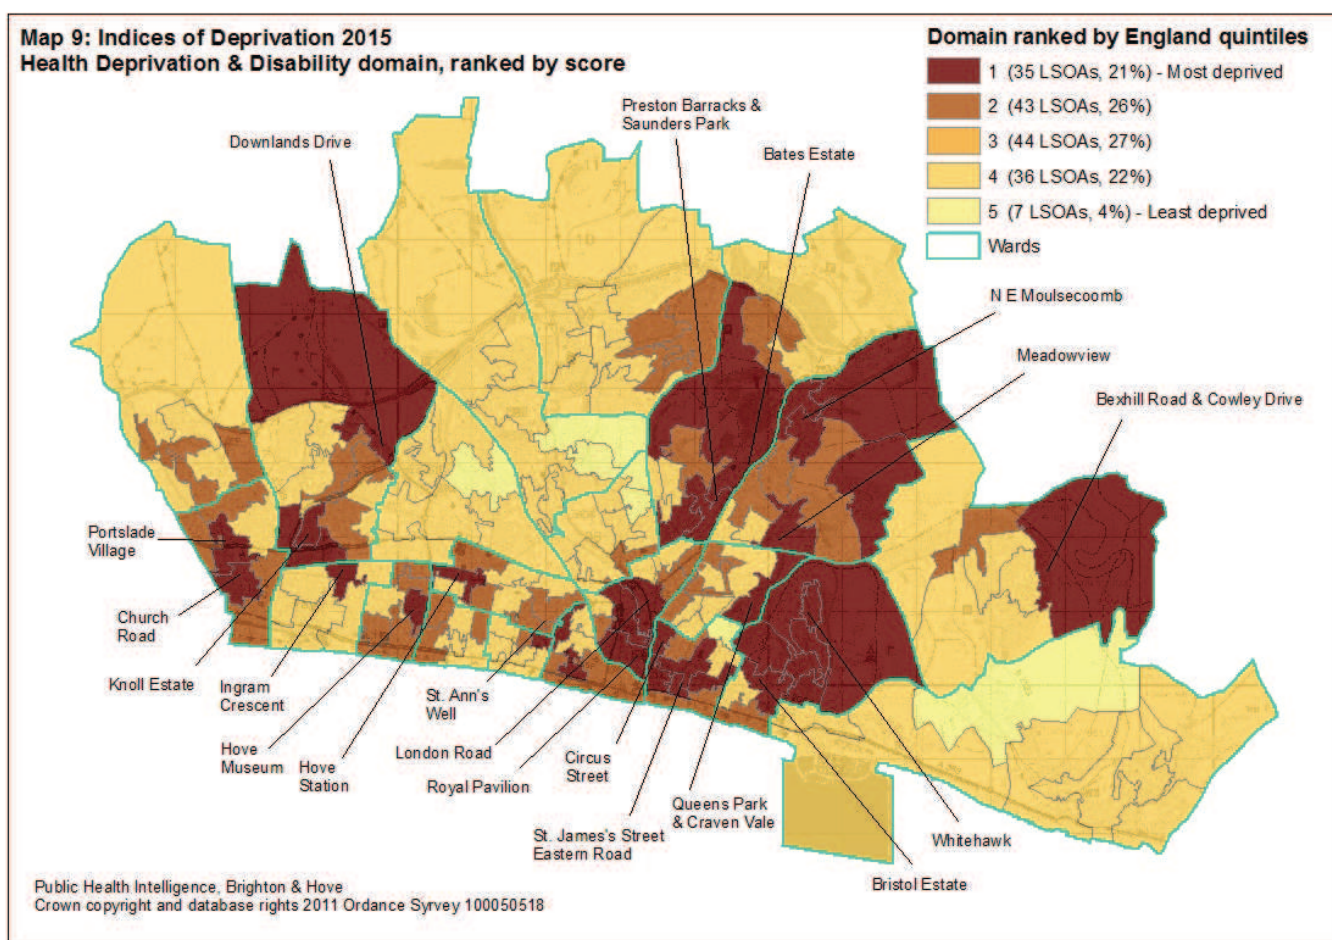 Map 9: Indices of Deprivation 2015
Health Deprivation & Disability domain, ranked by score
Domain ranked by England quintiles
1 (35 LSOAs, 21%) - Most deprived
2 (43 LSOAs, 26%)
3 (44 LSOAs, 27%)
4 (36 LSOAs, 22%)
5 (7 LSOAs, 4%) - Least deprived
Wards
Preston Barracks &
Saunders Park
Downlands Drive
Bates Estate
N E Moulsecoomb
Meadowview
Bexhill Road & Cowley Drive
Portslade
Village
Church
Road
Knoll Estate
Ingram
Crescent
Hove
Museum
Hove
Station
St. Ann's
Well
London Road
Royal Pavilion
Circus
Street
St. James's Street
Eastern Road
Queens Park
& Craven Vale
Whitehawk
Bristol Estate
Public Health Intelligence, Brighton & Hove
Crown copyright and database rights 2011 Ordance Syrvey 100050518